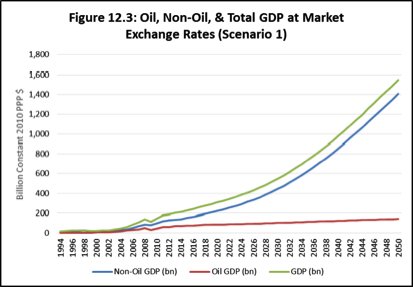 Figure 12.3: Oil, Non-Oil, & Total GDP at Market
Exchange Rates (Scenario 1)
Billion Constant 2010 PPP $
1,800
1,600
1,400
1,200
1,000
800
600
400
200
0
1994 1996 1998 2000 2002 2004 2006 2008 2010 2012 2014 2016 2018 2020 2022 2024 2026 2028 2030 2032 2034 2036 2038 2040 2042 2044 2046 2048 2050
Non-Oil GDP (bn) Oil GDP (bn) GDP (bn)